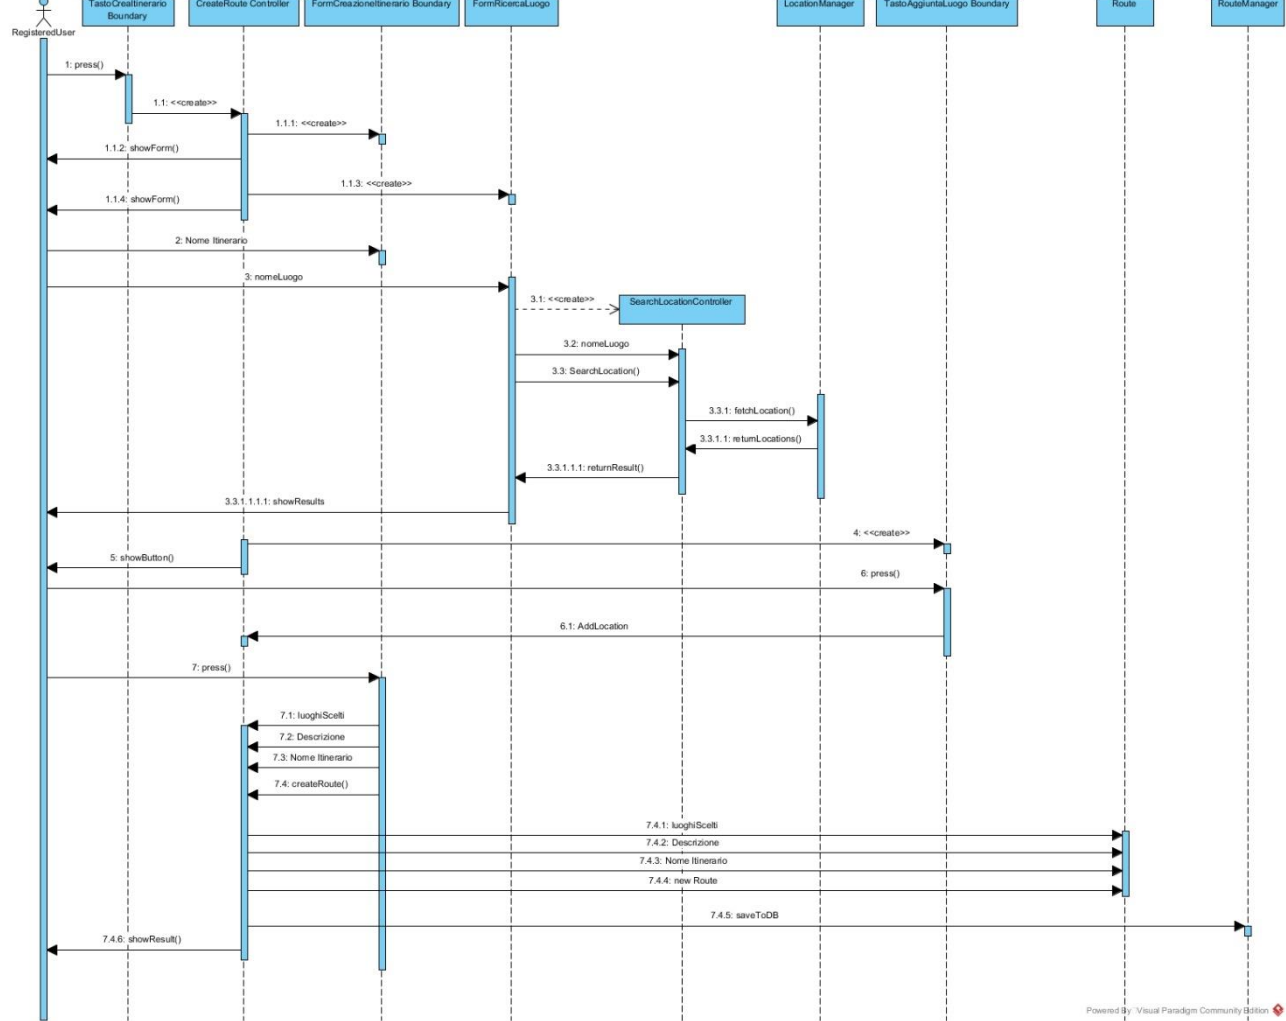 TastoCreaItinerario
Boundary
CreateRoute Controller
FormCreazioneItinerario Boundary
FormRicercaLuogo
LocationManager
TastoAggiuntaLuogo Boundary
Route
RouteManager
RegisteredUser
1: press()
1.1: <<create>>
1.1.1: <<create>>
1.1.2: showForm()
1.1.3: <<create>>
1.1.4: showForm()
2: Nome Itinerario
3: nomeLuogo
3.1: <<create>>
SearchLocationController
3.2: nomeLuogo
3.3: SearchLocation()
3.3.1: fetchLocation()
3.3.1.1: returnLocations()
3.3.1.1.1: returnResult()
3.3.1.1.1.1: showResults
4: <<create>>
5: showButton()
6: press()
6.1: AddLocation
7: press()
7.1: luoghiScelti
7.2: Descrizione
7.3: Nome Itinerario
7.4: createRoute()
7.4.1: luoghiScelti
7.4.2: Descrizione
7.4.3: Nome Itinerario
7.4.4: new Route
7.4.5: saveToDB
7.4.6: showResult()
Powered By Visual Paradigm Community Edition